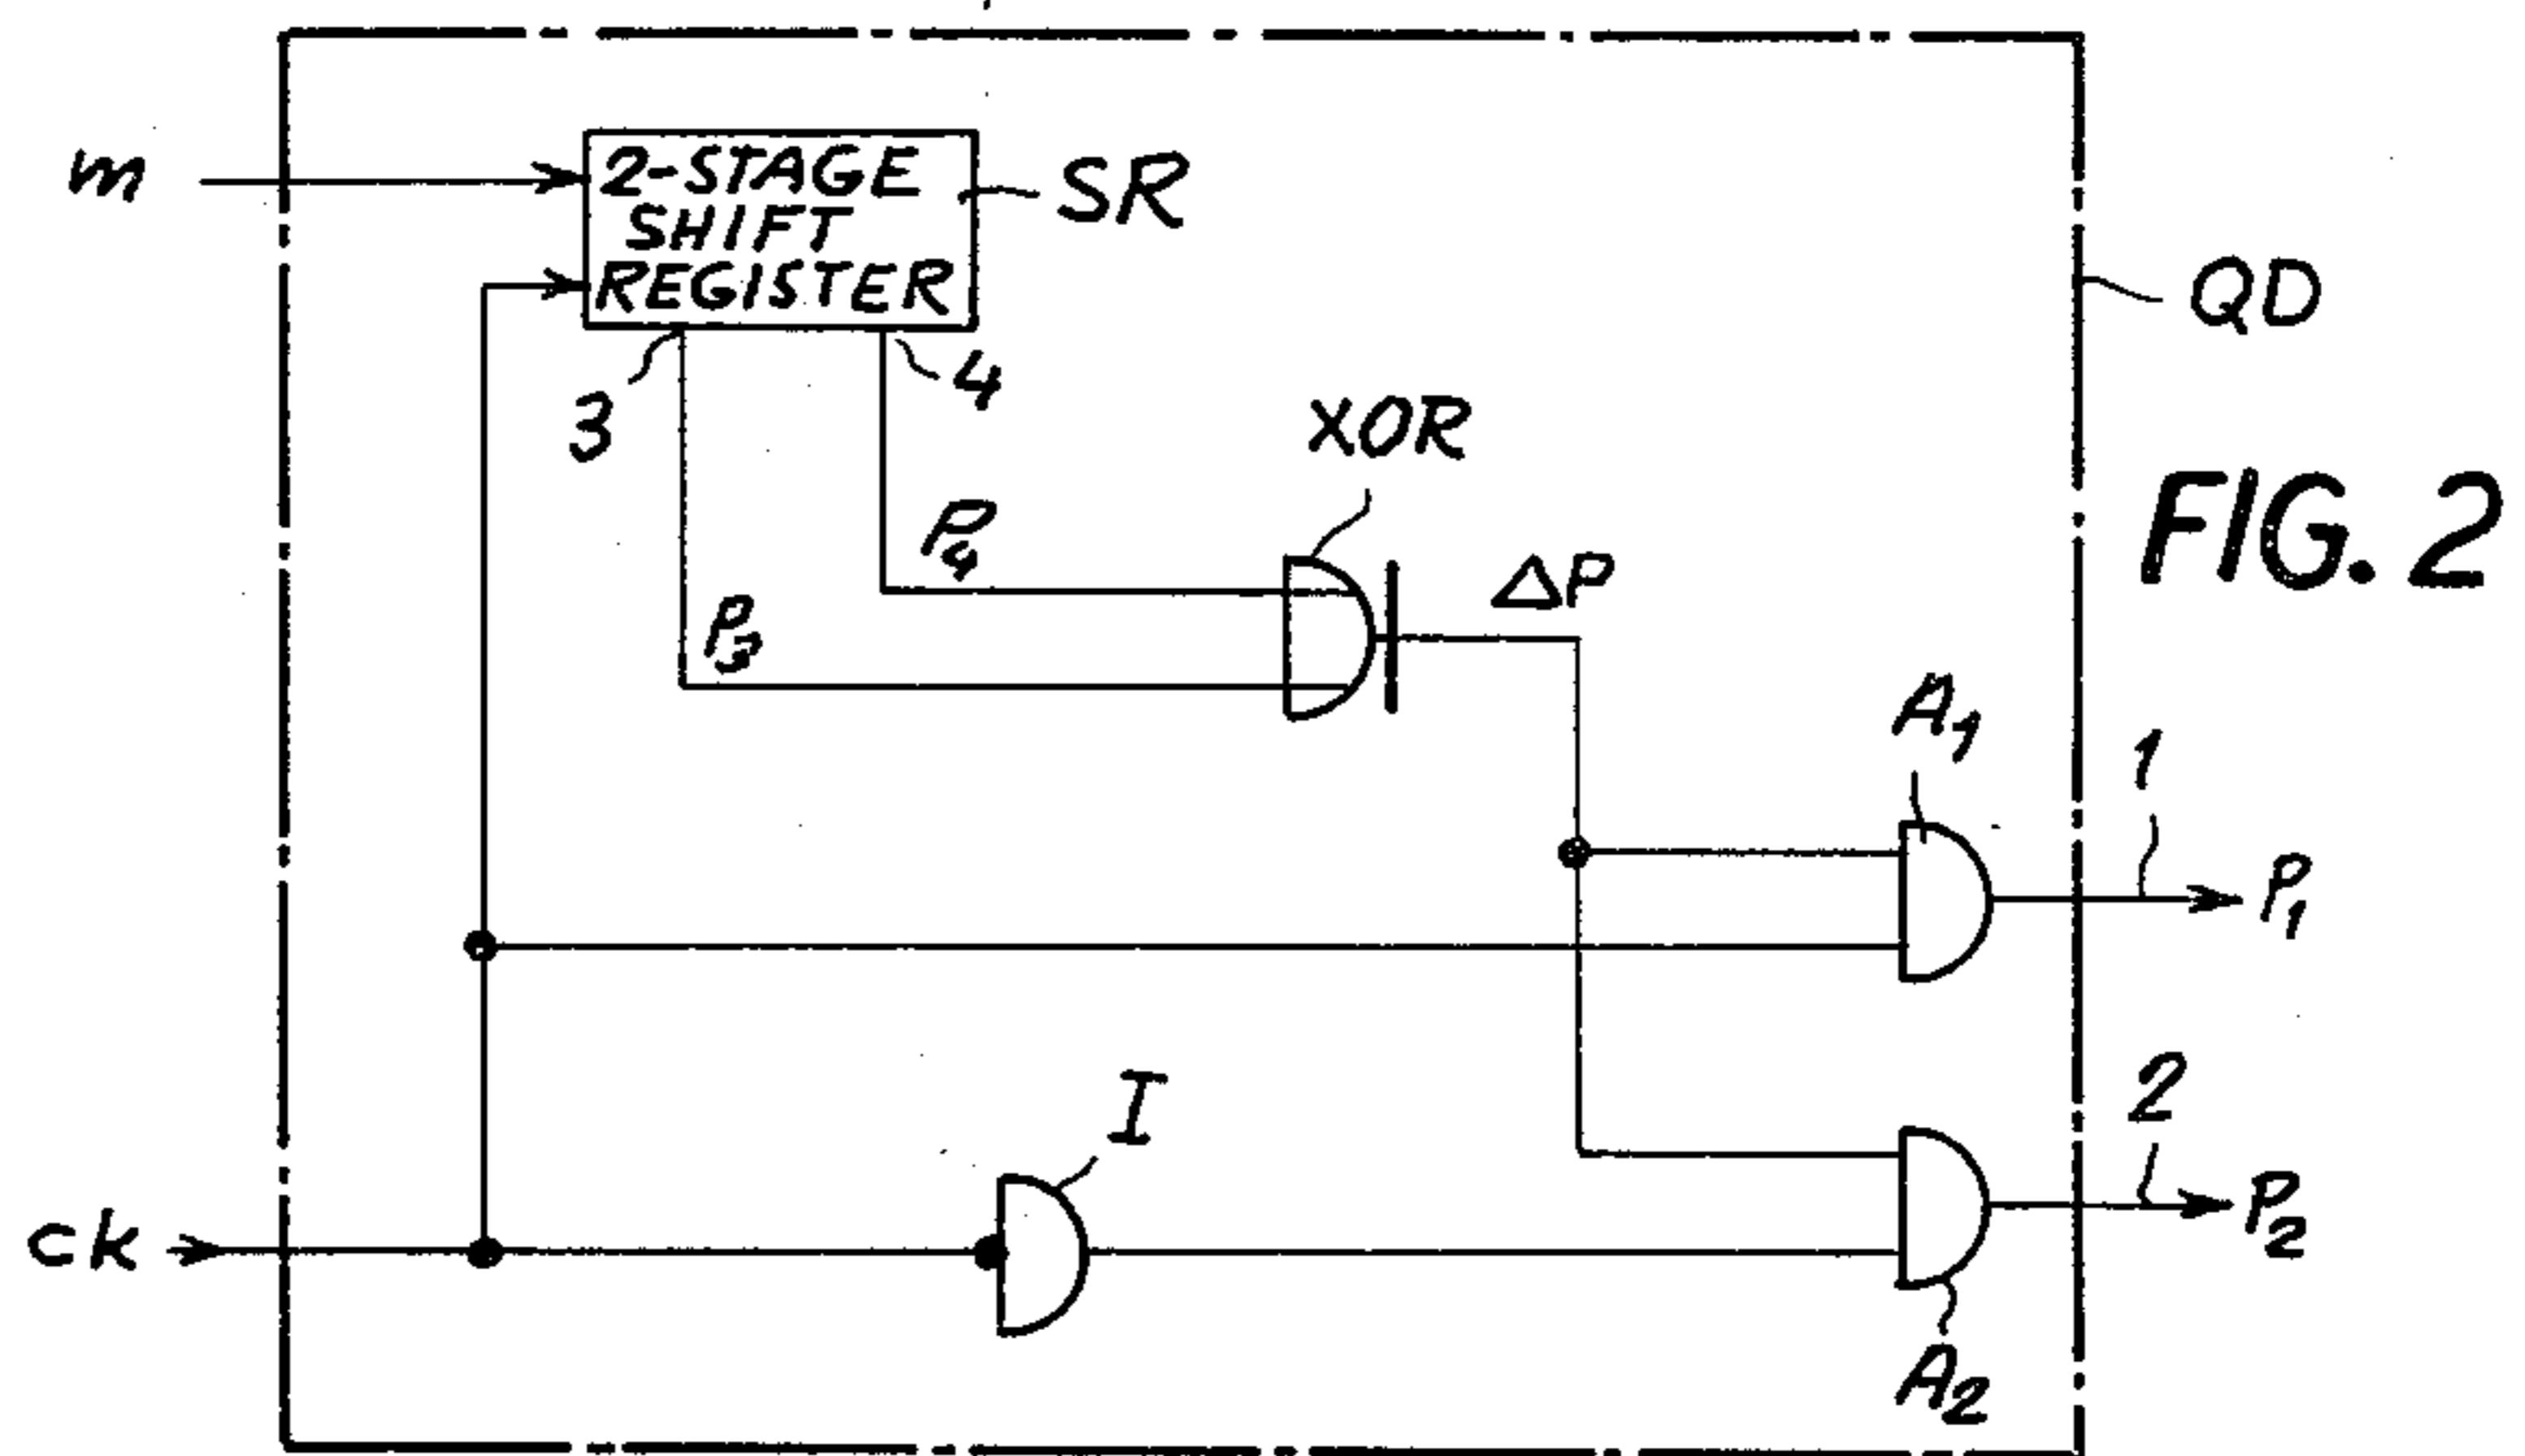 m
2-STAGE
SHIFT
REGISTER
SR
QD
3
4
XOR
FIG. 2
P4
P3
ΔP
A1
1
P1
I
2
ck
P2
A2